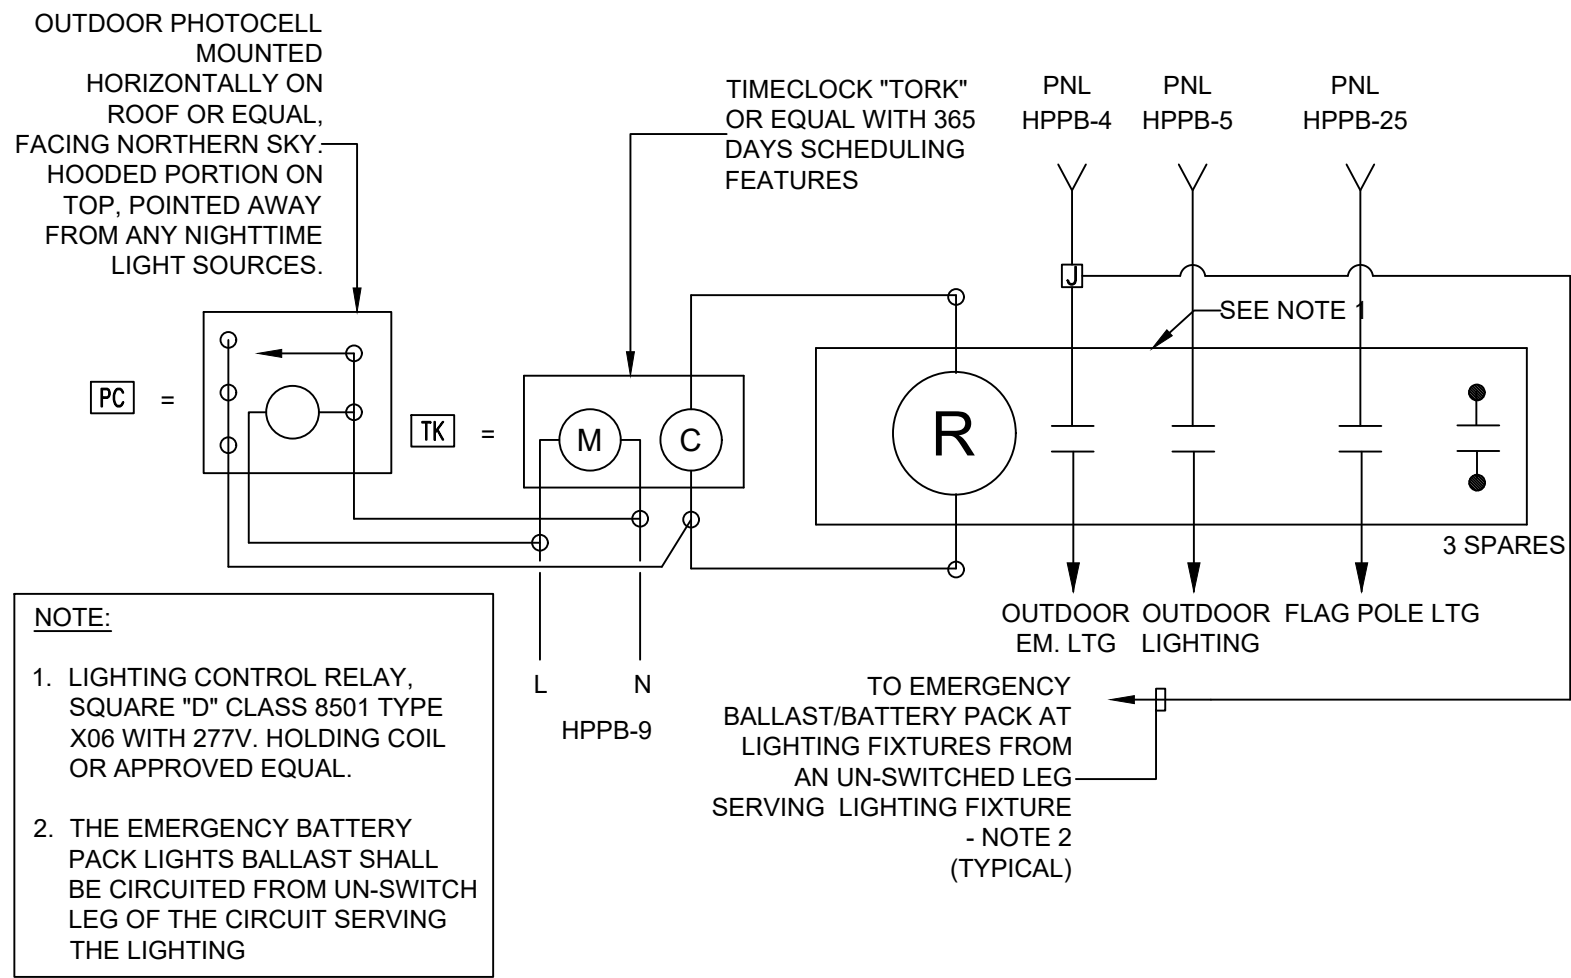 OUTDOOR PHOTOCELL
MOUNTED
HORIZONTALLY ON
ROOF OR EQUAL,
FACING NORTHERN SKY.
HOODED PORTION ON
TOP, POINTED AWAY
FROM ANY NIGHTTIME
LIGHT SOURCES.
TIMECLOCK "TORK"
OR EQUAL WITH 365
DAYS SCHEDULING
FEATURES
PNL
HPPB-4
PNL
HPPB-5
PNL
HPPB-25
J
SEE NOTE 1
PC =
TK =
M
C
R
3 SPARES
OUTDOOR
EM. LTG
OUTDOOR
LIGHTING
FLAG POLE LTG
L N
HPPB-9
TO EMERGENCY
BALLAST/BATTERY PACK AT
LIGHTING FIXTURES FROM
AN UN-SWITCHED LEG
SERVING LIGHTING FIXTURE
- NOTE 2
(TYPICAL)
NOTE:
1. LIGHTING CONTROL RELAY,
SQUARE "D" CLASS 8501 TYPE
X06 WITH 277V. HOLDING COIL
OR APPROVED EQUAL.
2. THE EMERGENCY BATTERY
PACK LIGHTS BALLAST SHALL
BE CIRCUITED FROM UN-SWITCH
LEG OF THE CIRCUIT SERVING
THE LIGHTING